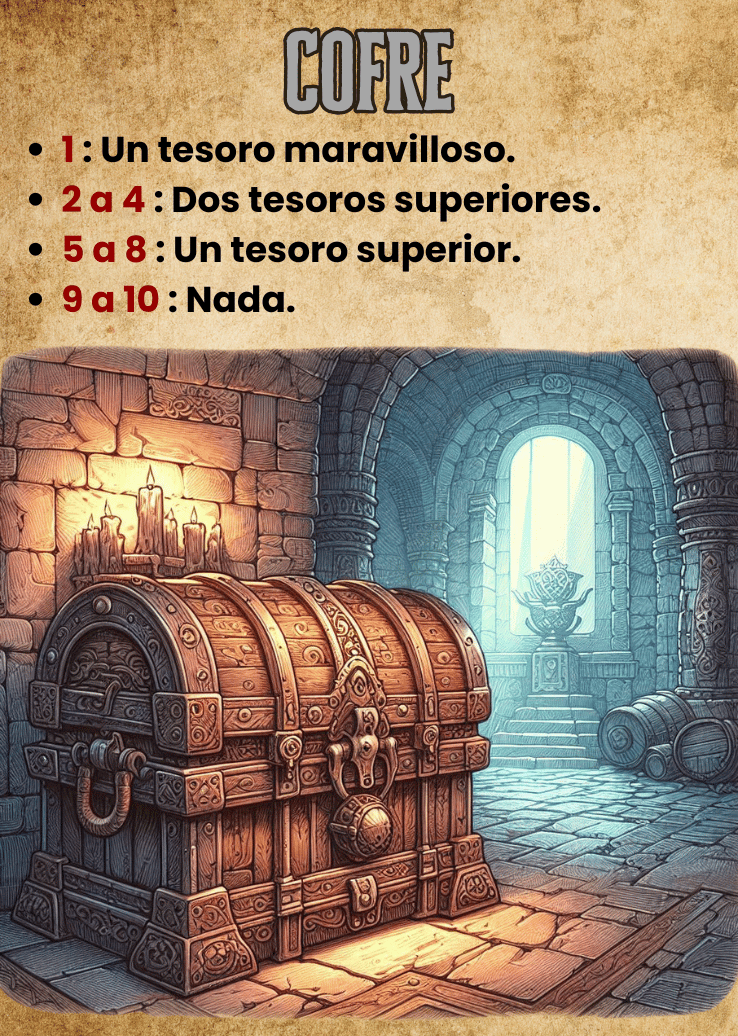 COFRE
• 1 : Un tesoro maravilloso.
• 2 a 4 : Dos tesoros superiores.
• 5 a 8 : Un tesoro superior.
• 9 a 10 : Nada.